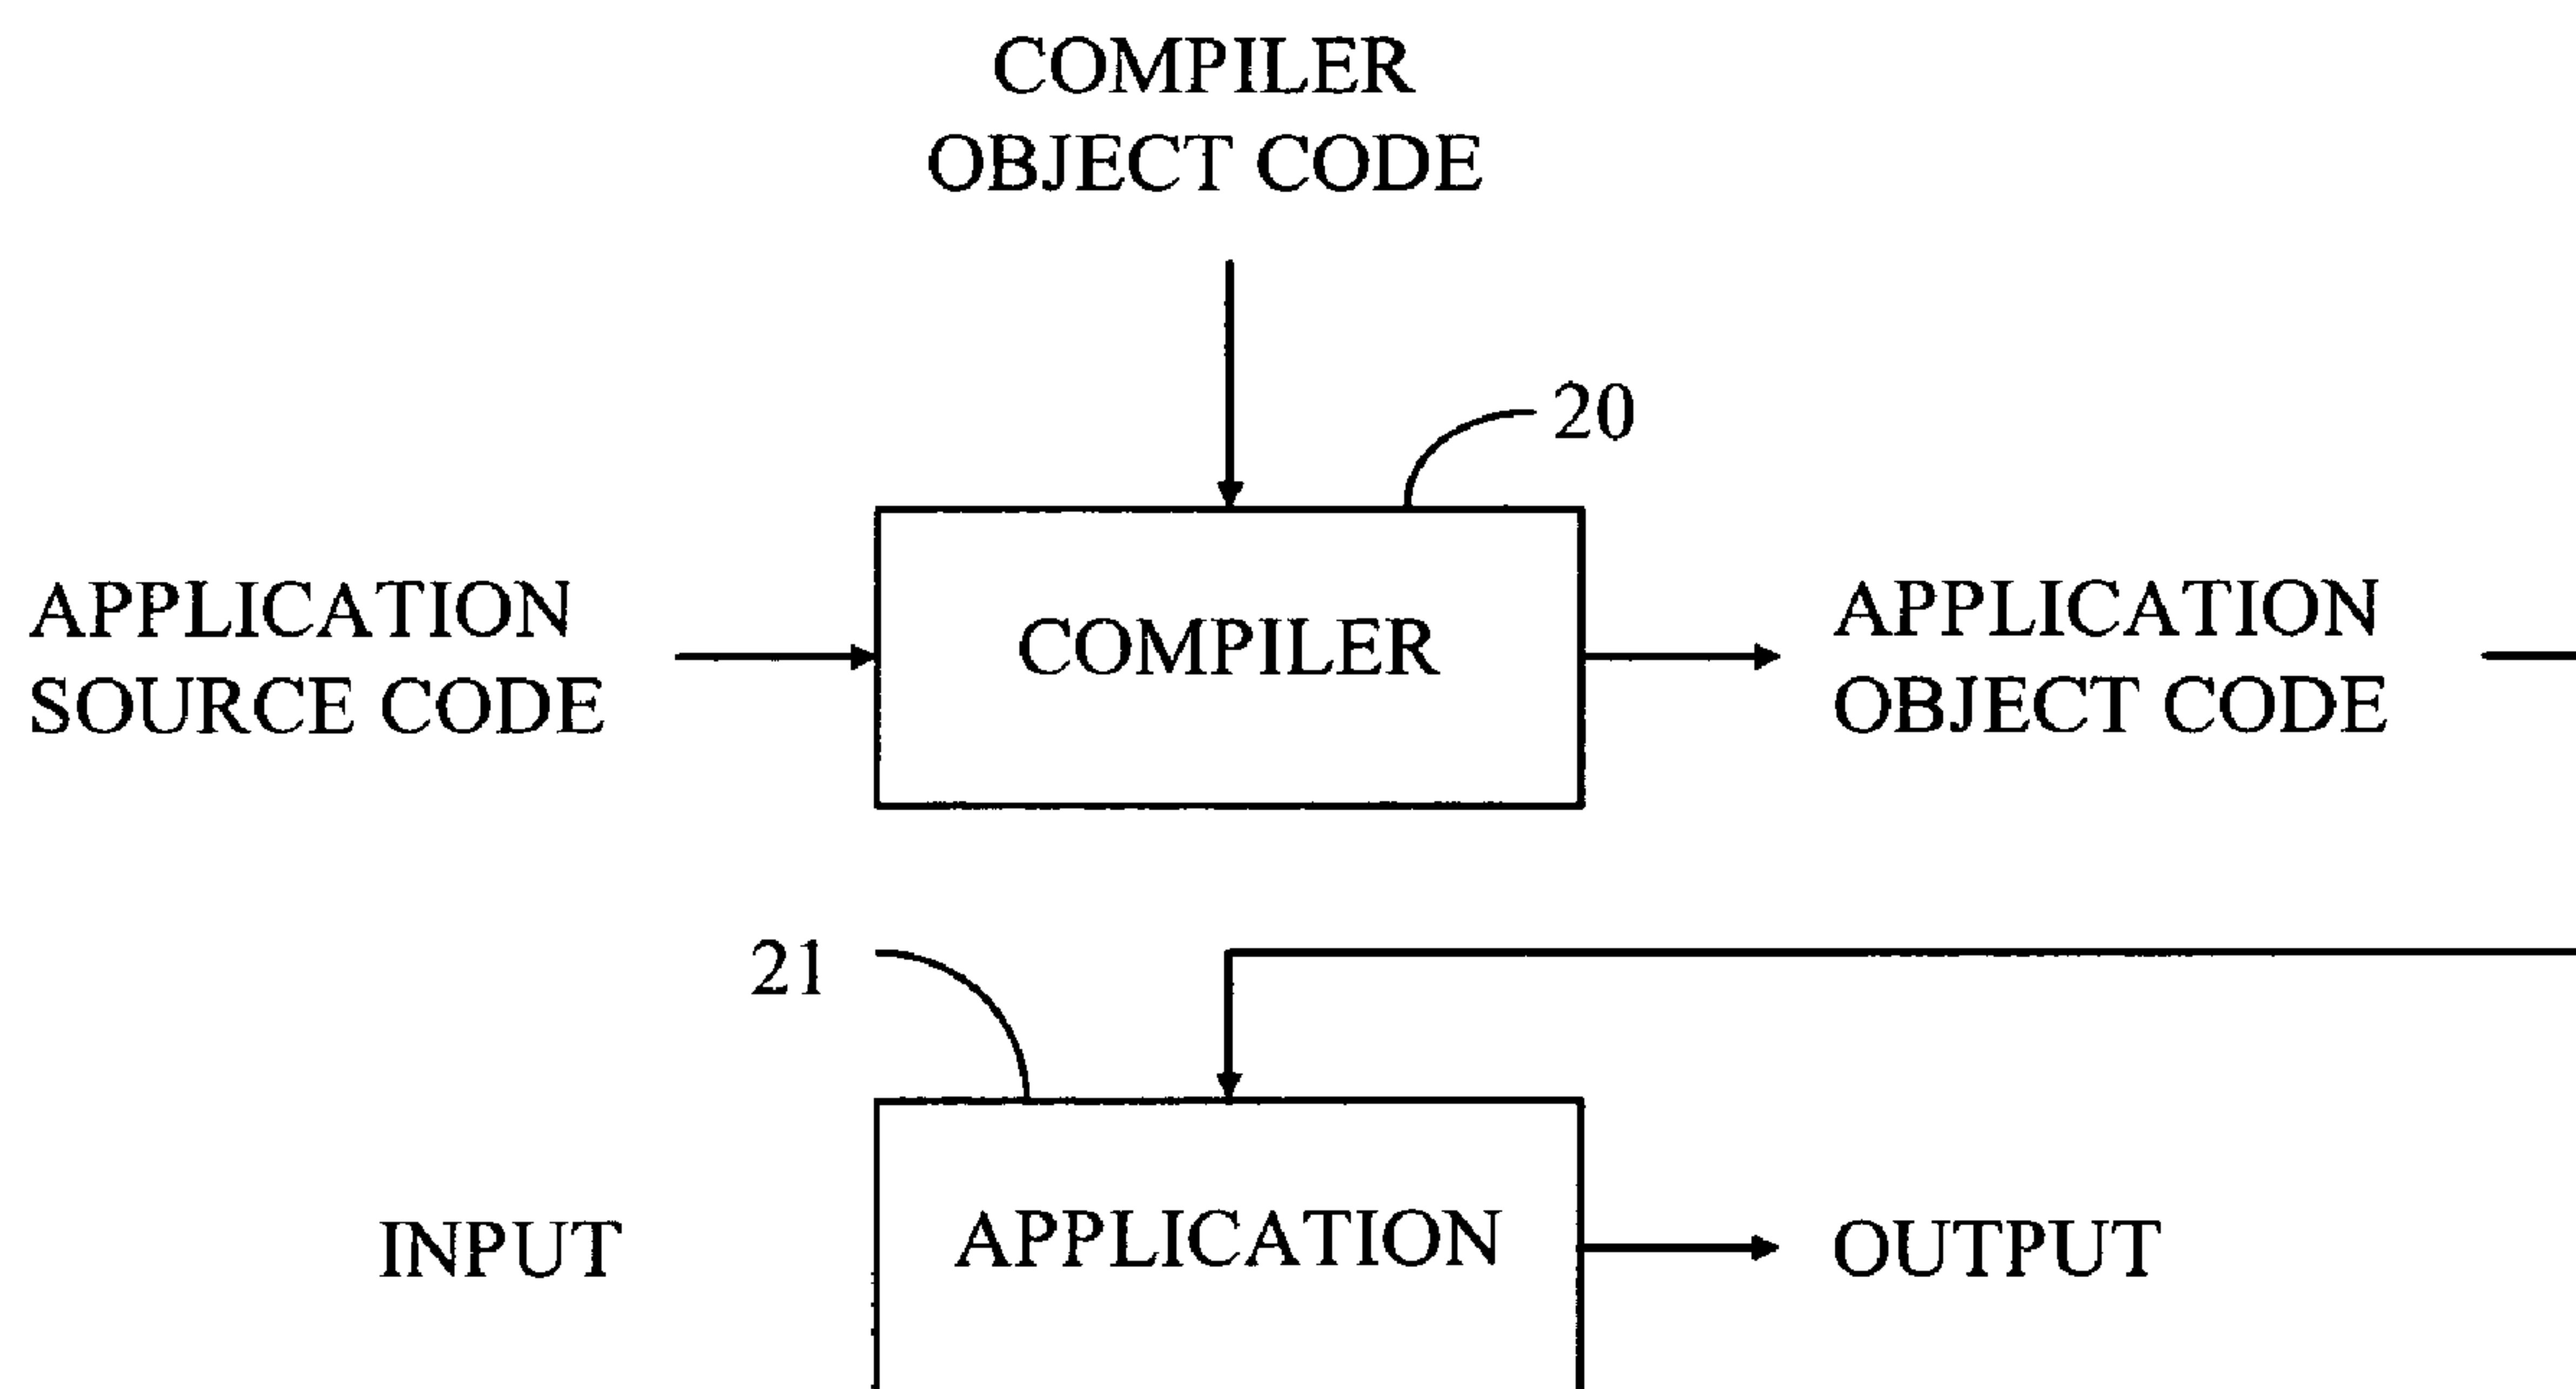 COMPILER
OBJECT CODE
20
APPLICATION
SOURCE CODE
COMPILER
APPLICATION
OBJECT CODE
21
INPUT
APPLICATION
OUTPUT